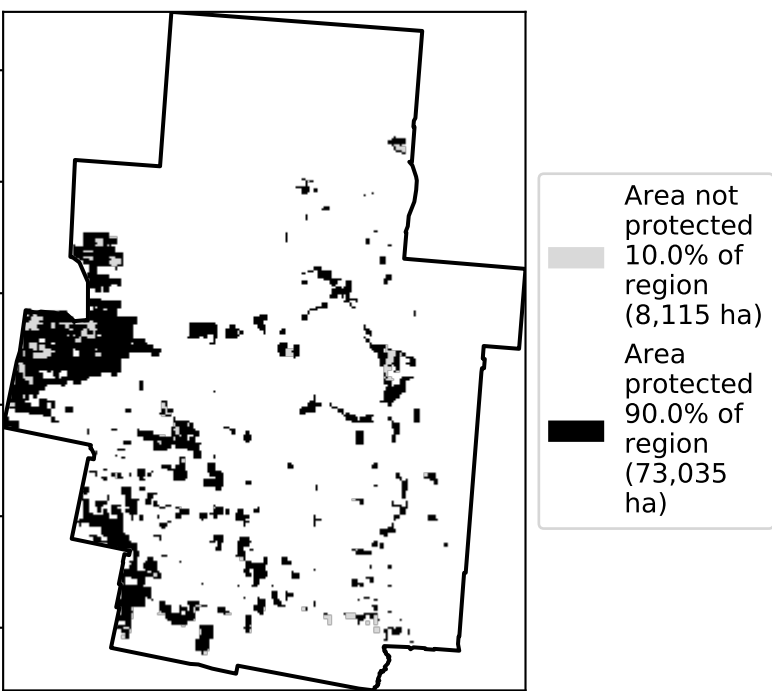 Area not
protected
10.0% of
region
(8,115 ha)
Area
protected
90.0% of
region
(73,035
ha)